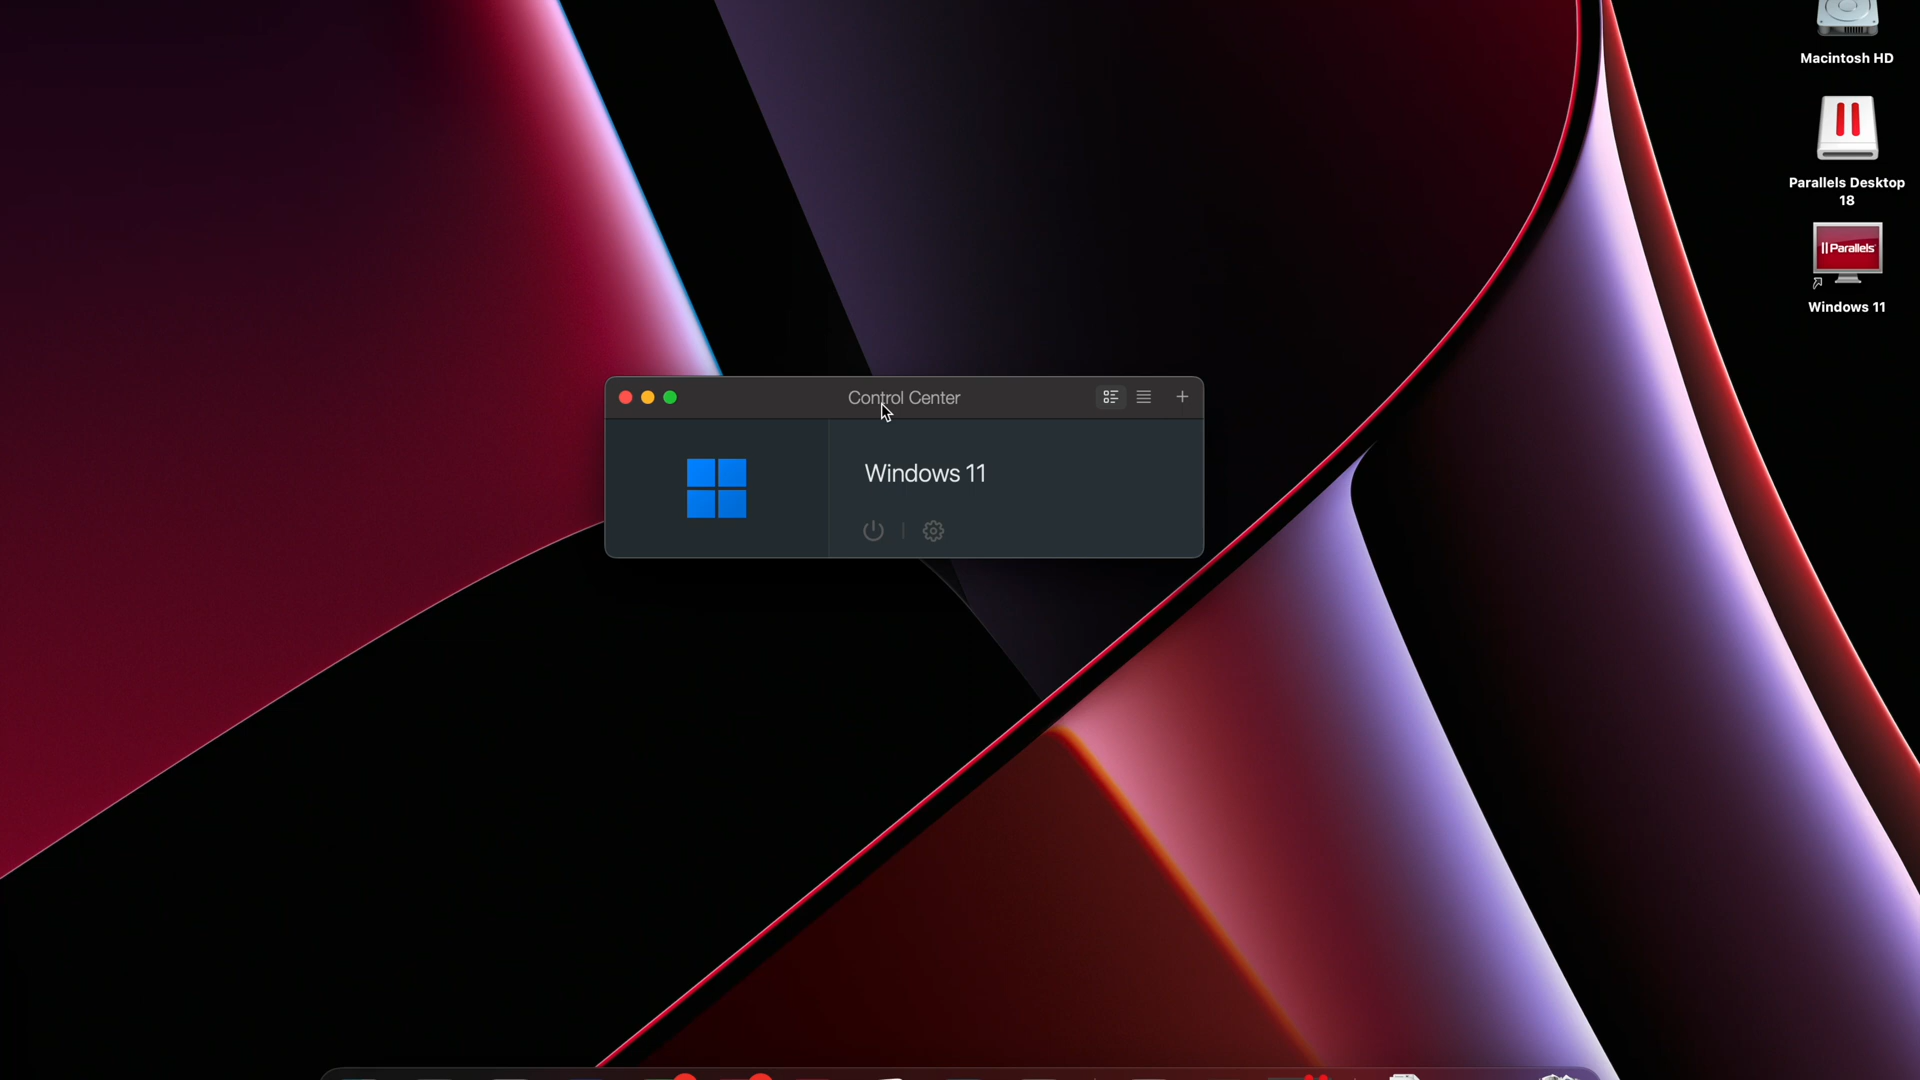 Macintosh HD
Parallels Desktop
18
Parallels
Windows 11
Control Center
Windows 11